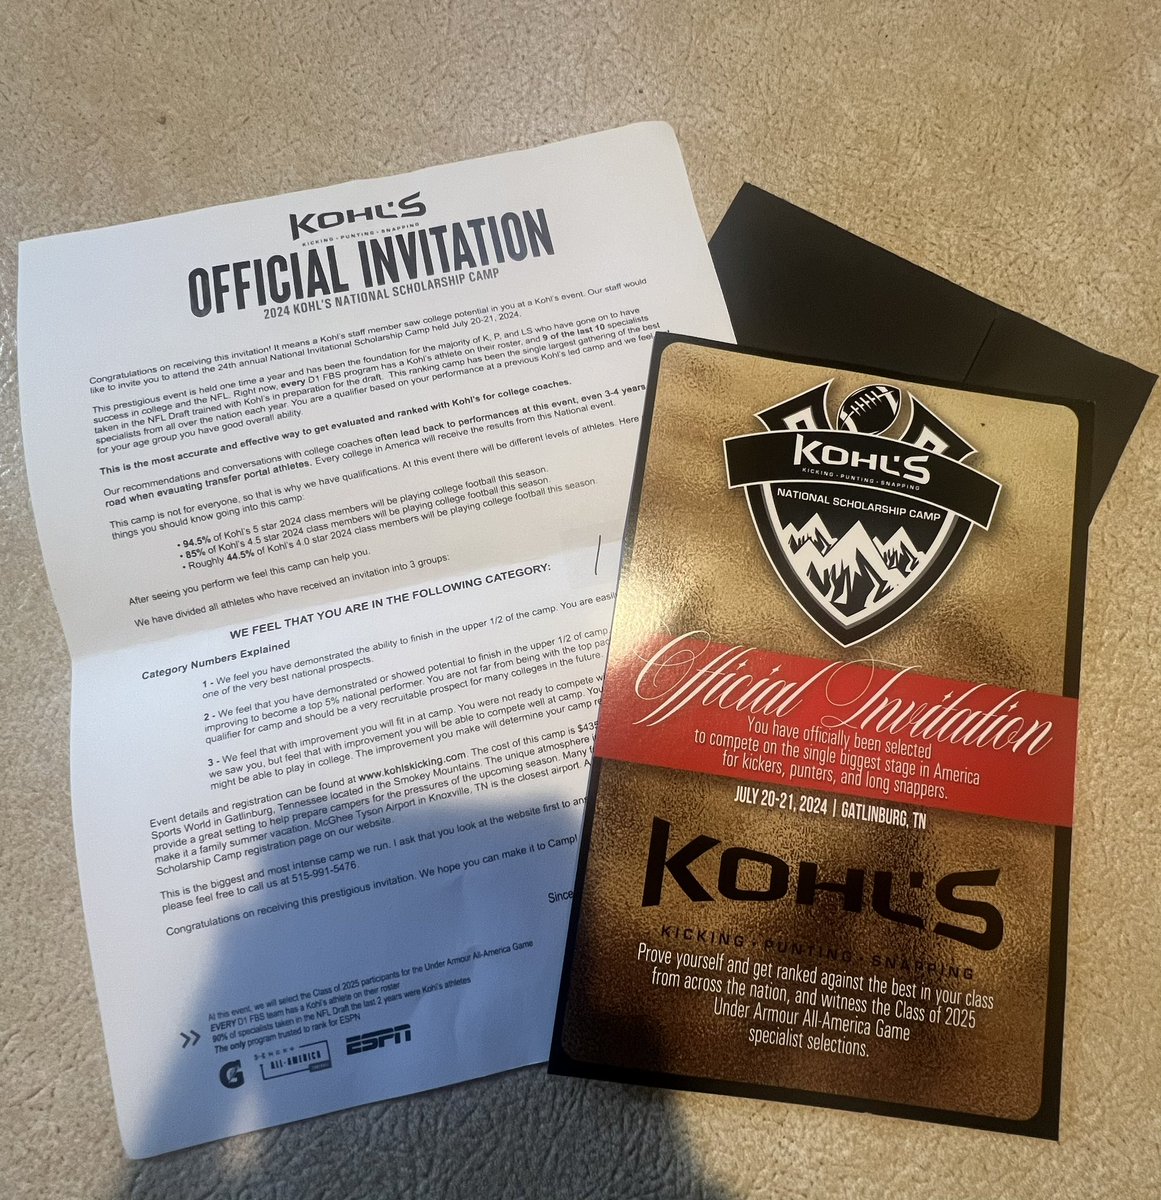 KOHL'S
KICKING · PUNTING · SNAPPING
OFFICIAL INVITATION
2024 KOHL'S NATIONAL SCHOLARSHIP CAMP
Congratulations on receiving this invitation! It means a Kohl's staff member saw college potential in you at a Kohl's event. Our staff would
like to invite you to attend the 24th annual National Invitational Scholarship Camp held July 20-21, 2024.
This prestigious event is held one time a year and has been the foundation for the majority of K, P, and LS who have gone on to have
success in college and the NFL. Right now, every D1 FBS program has a Kohl's athlete on their roster, and 9 of the last 10 specialists
taken in the NFL Draft trained with Kohl's in preparation for the draft. This ranking camp has been the single largest gathering of the best
specialists from all over the nation each year. You are a qualifier based on your performance at a previous Kohl's led camp and we feel
for your age group you have good overall ability.
This is the most accurate and effective way to get evaluated and ranked with Kohl's for college coaches.
Our recommendations and conversations with college coaches often lead back to performances at this event, even 3-4 years
road when evauating transfer portal athletes. Every college in America will receive the results from this National event.
This camp is not for everyone, so that is why we have qualifications. At this event there will be different levels of athletes. Here
things you should know going into this camp:
• 94.5% of Kohl's 5 star 2024 class members will be playing college football this season.
• 85% of Kohl's 4.5 star 2024 class members will be playing college football this season.
• Roughly 44.5% of Kohl's 4.0 star 2024 class members will be playing college football this season.
After seeing you perform we feel this camp can help you.
We have divided all athletes who have received an invitation into 3 groups:
WE FEEL THAT YOU ARE IN THE FOLLOWING CATEGORY: 1
Category Numbers Explained
1 - We feel you have demonstrated the ability to finish in the upper 1/2 of the camp. You are easi
one of the very best national prospects.
2 - We feel that you have demonstrated or showed potential to finish in the upper 1/2 of camp
improving to become a top 5% national performer. You are not far from being with the top pac
qualifier for camp and should be a very recruitable prospect for many colleges in the future.
3 - We feel that with improvement you will fit in at camp. You were not ready to compete w
we saw you, but feel that with improvement you will be able to compete well at camp. You
might be able to play in college. The improvement you make will determine your camp re
Event details and registration can be found at www.kohlskicking.com. The cost of this camp is $435
Sports World in Gatlinburg, Tennessee located in the Smokey Mountains. The unique atmosphere
provide a great setting to help prepare campers for the pressures of the upcoming season. Many
make it a family summer vacation. McGhee Tyson Airport in Knoxville, TN is the closest airport. A
Scholarship Camp registration page on our website.
This is the biggest and most intense camp we run. I ask that you look at the website first to an
please feel free to call us at 515-991-5476.
Congratulations on receiving this prestigious invitation. We hope you can make it to Camp!
Since
At this event, we will select the Class of 2025 participants for the Under Armour All-America Game
EVERY D1 FBS team has a Kohl's athlete on their roster
90% of specialists taken in the NFL Draft the last 2 years were Kohl's athletes
The only program trusted to rank for ESPN
G
ALL-AMERICA
ESPN
KOHL'S
KICKING · PUNTING · SNAPPING
NATIONAL SCHOLARSHIP CAMP
Official Invitation
You have officially been selected
to compete on the single biggest stage in America
for kickers, punters, and long snappers.
JULY 20-21, 2024 | GATLINBURG, TN
KOHL'S
KICKING · PUNTING · SNAPPING
Prove yourself and get ranked against the best in your class
from across the nation, and witness the Class of 2025
Under Armour All-America Game
specialist selections.